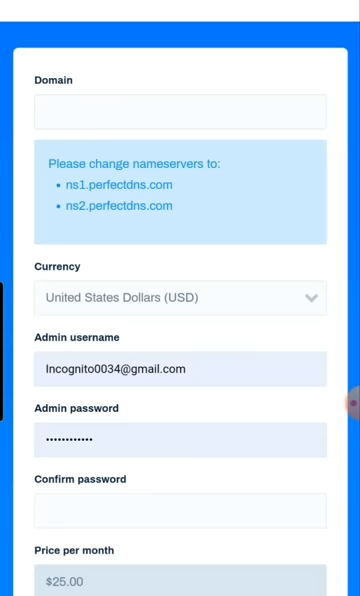 Domain
Please change nameservers to:
• ns1.perfectdns.com
• ns2.perfectdns.com
Currency
United States Dollars (USD)
Admin username
Incognito0034@gmail.com
Admin password
••••••••••••
Confirm password
Price per month
$25.00